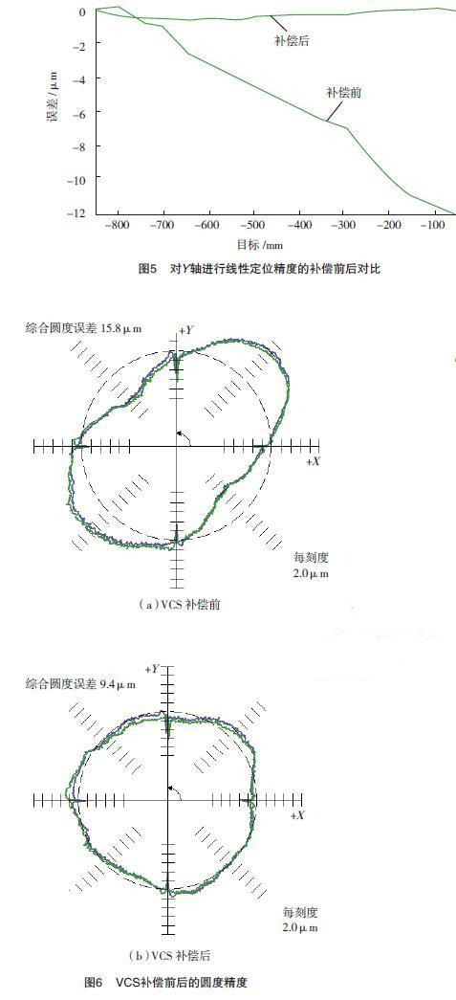 0
-2
-4
-6
-8
-10
-12
误差/μm
补偿后
补偿前
-800 -700 -600 -500 -400 -300 -200 -100
目标/mm
图5 对Y轴进行线性定位精度的补偿前后对比
综合圆度误差 15.8μm
+Y
+X
每刻度
2.0μm
(a)VCS 补偿前
+Y
综合圆度误差 9.4μm
+X
每刻度
2.0μm
(b)VCS 补偿后
图6 VCS补偿前后的圆度精度